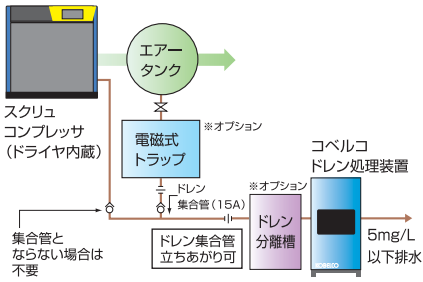 エアー
タンク
スクリュ
コンプレッサ
（ドライヤ内蔵）
※オプション
電磁式
トラップ
コベルコ
ドレン処理装置
ドレン
集合管（15A）
※オプション
ドレン
分離槽
5mg/L
以下排水
集合管と
ならない場合は
不要
ドレン集合管
立ちあがり可
KOBELCO